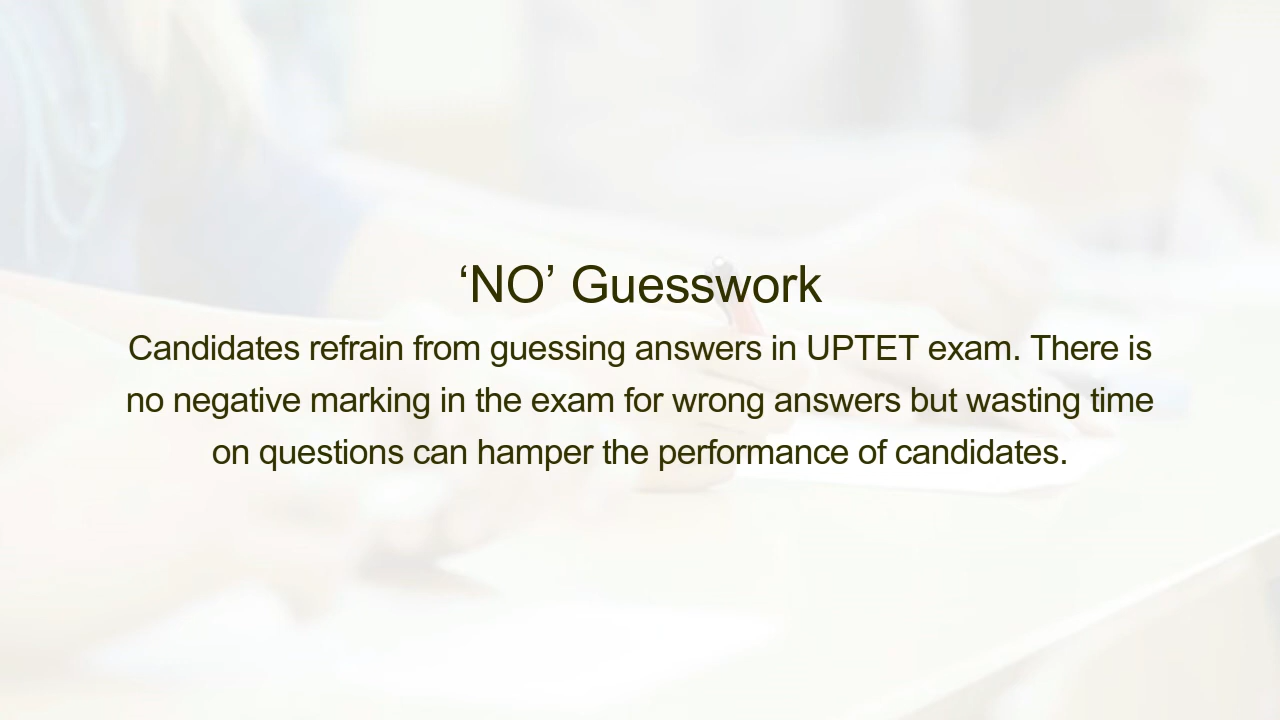 ‘NO’ Guesswork
Candidates refrain from guessing answers in UPTET exam. There is
no negative marking in the exam for wrong answers but wasting time
on questions can hamper the performance of candidates.